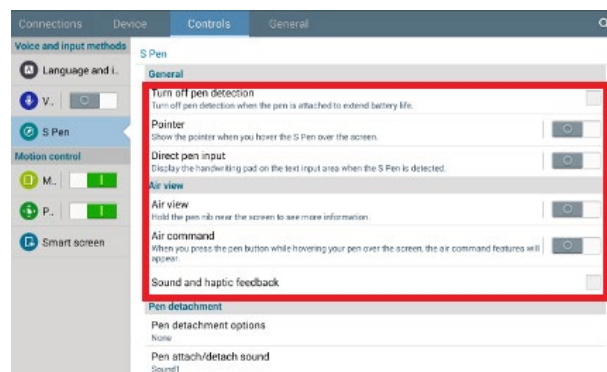 Connections Device Controls General
Voice and input methods
Language and i..
V..
S Pen
Motion control
M..
P..
Smart screen
S Pen
General
Turn off pen detection
Turn off pen detection when the pen is attached to extend battery life.
Pointer
Show the pointer when you hover the S Pen over the screen.
Direct pen input
Display the handwriting pad on the text input area when the S Pen is detected.
Air view
Air view
Hold the pen nib near the screen to see more information.
Air command
When you press the pen button while hovering your pen over the screen, the air command features will
appear.
Sound and haptic feedback
Pen detachment
Pen detachment options
None
Pen attach/detach sound
Sound1